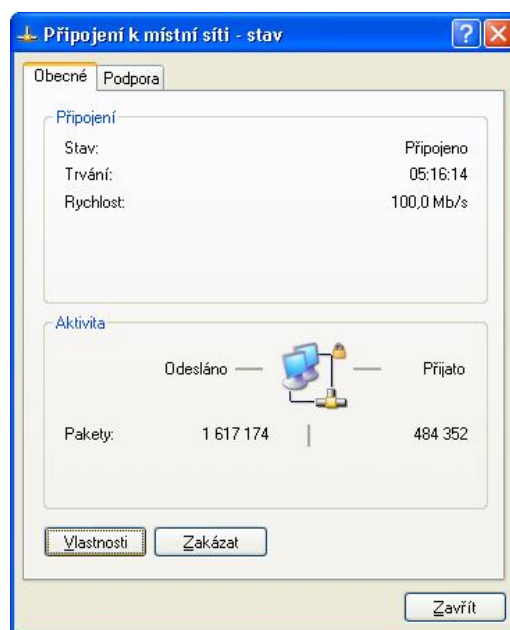 Připojení k místní síti - stav
Obecné Podpora
Připojení
Stav: Připojeno
Trvání: 05:16:14
Rychlost: 100,0 Mb/s
Aktivita
Odesláno Přijato
Pakety: 1 617 174 484 352
Vlastnosti Zakázat
Zavřít